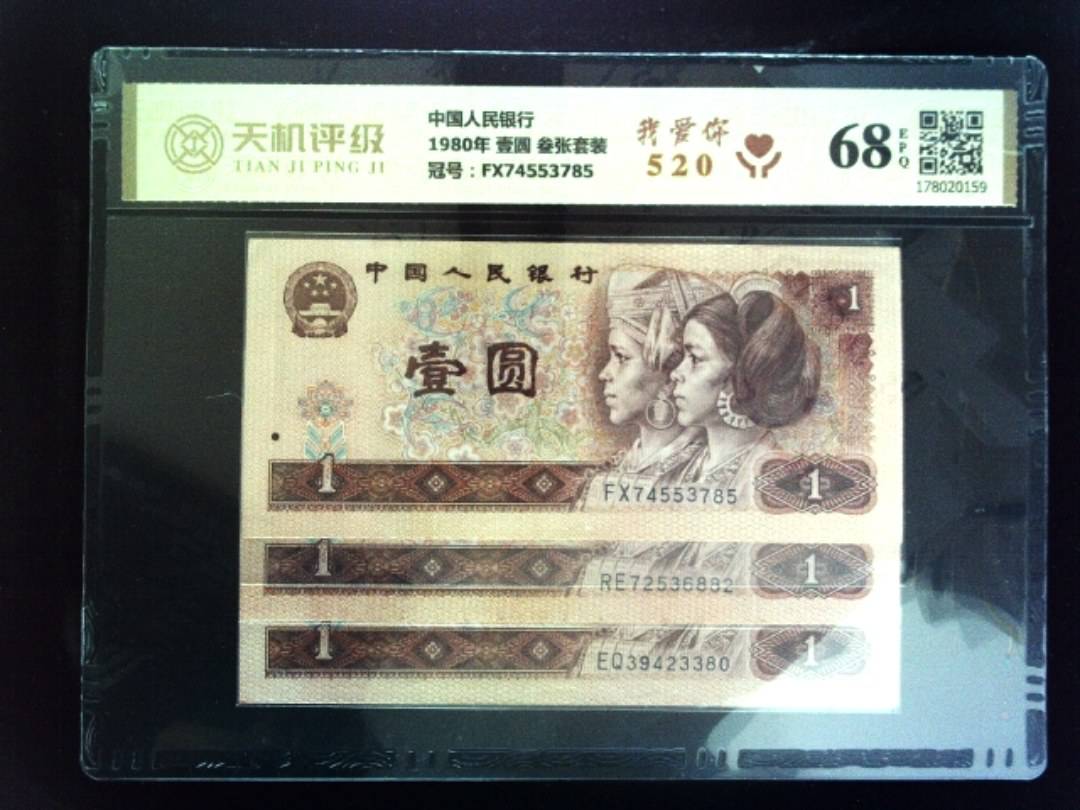 天机评级
TIAN JI PING JI
中国人民银行
1980年 壹圆 叁张套装
冠号：FX74553785
我爱你
520
68
EPQ
178020159
中国人民银行
1
壹圆
1
FX74553785
1
1
RE72536882
1
1
EQ39423380
1